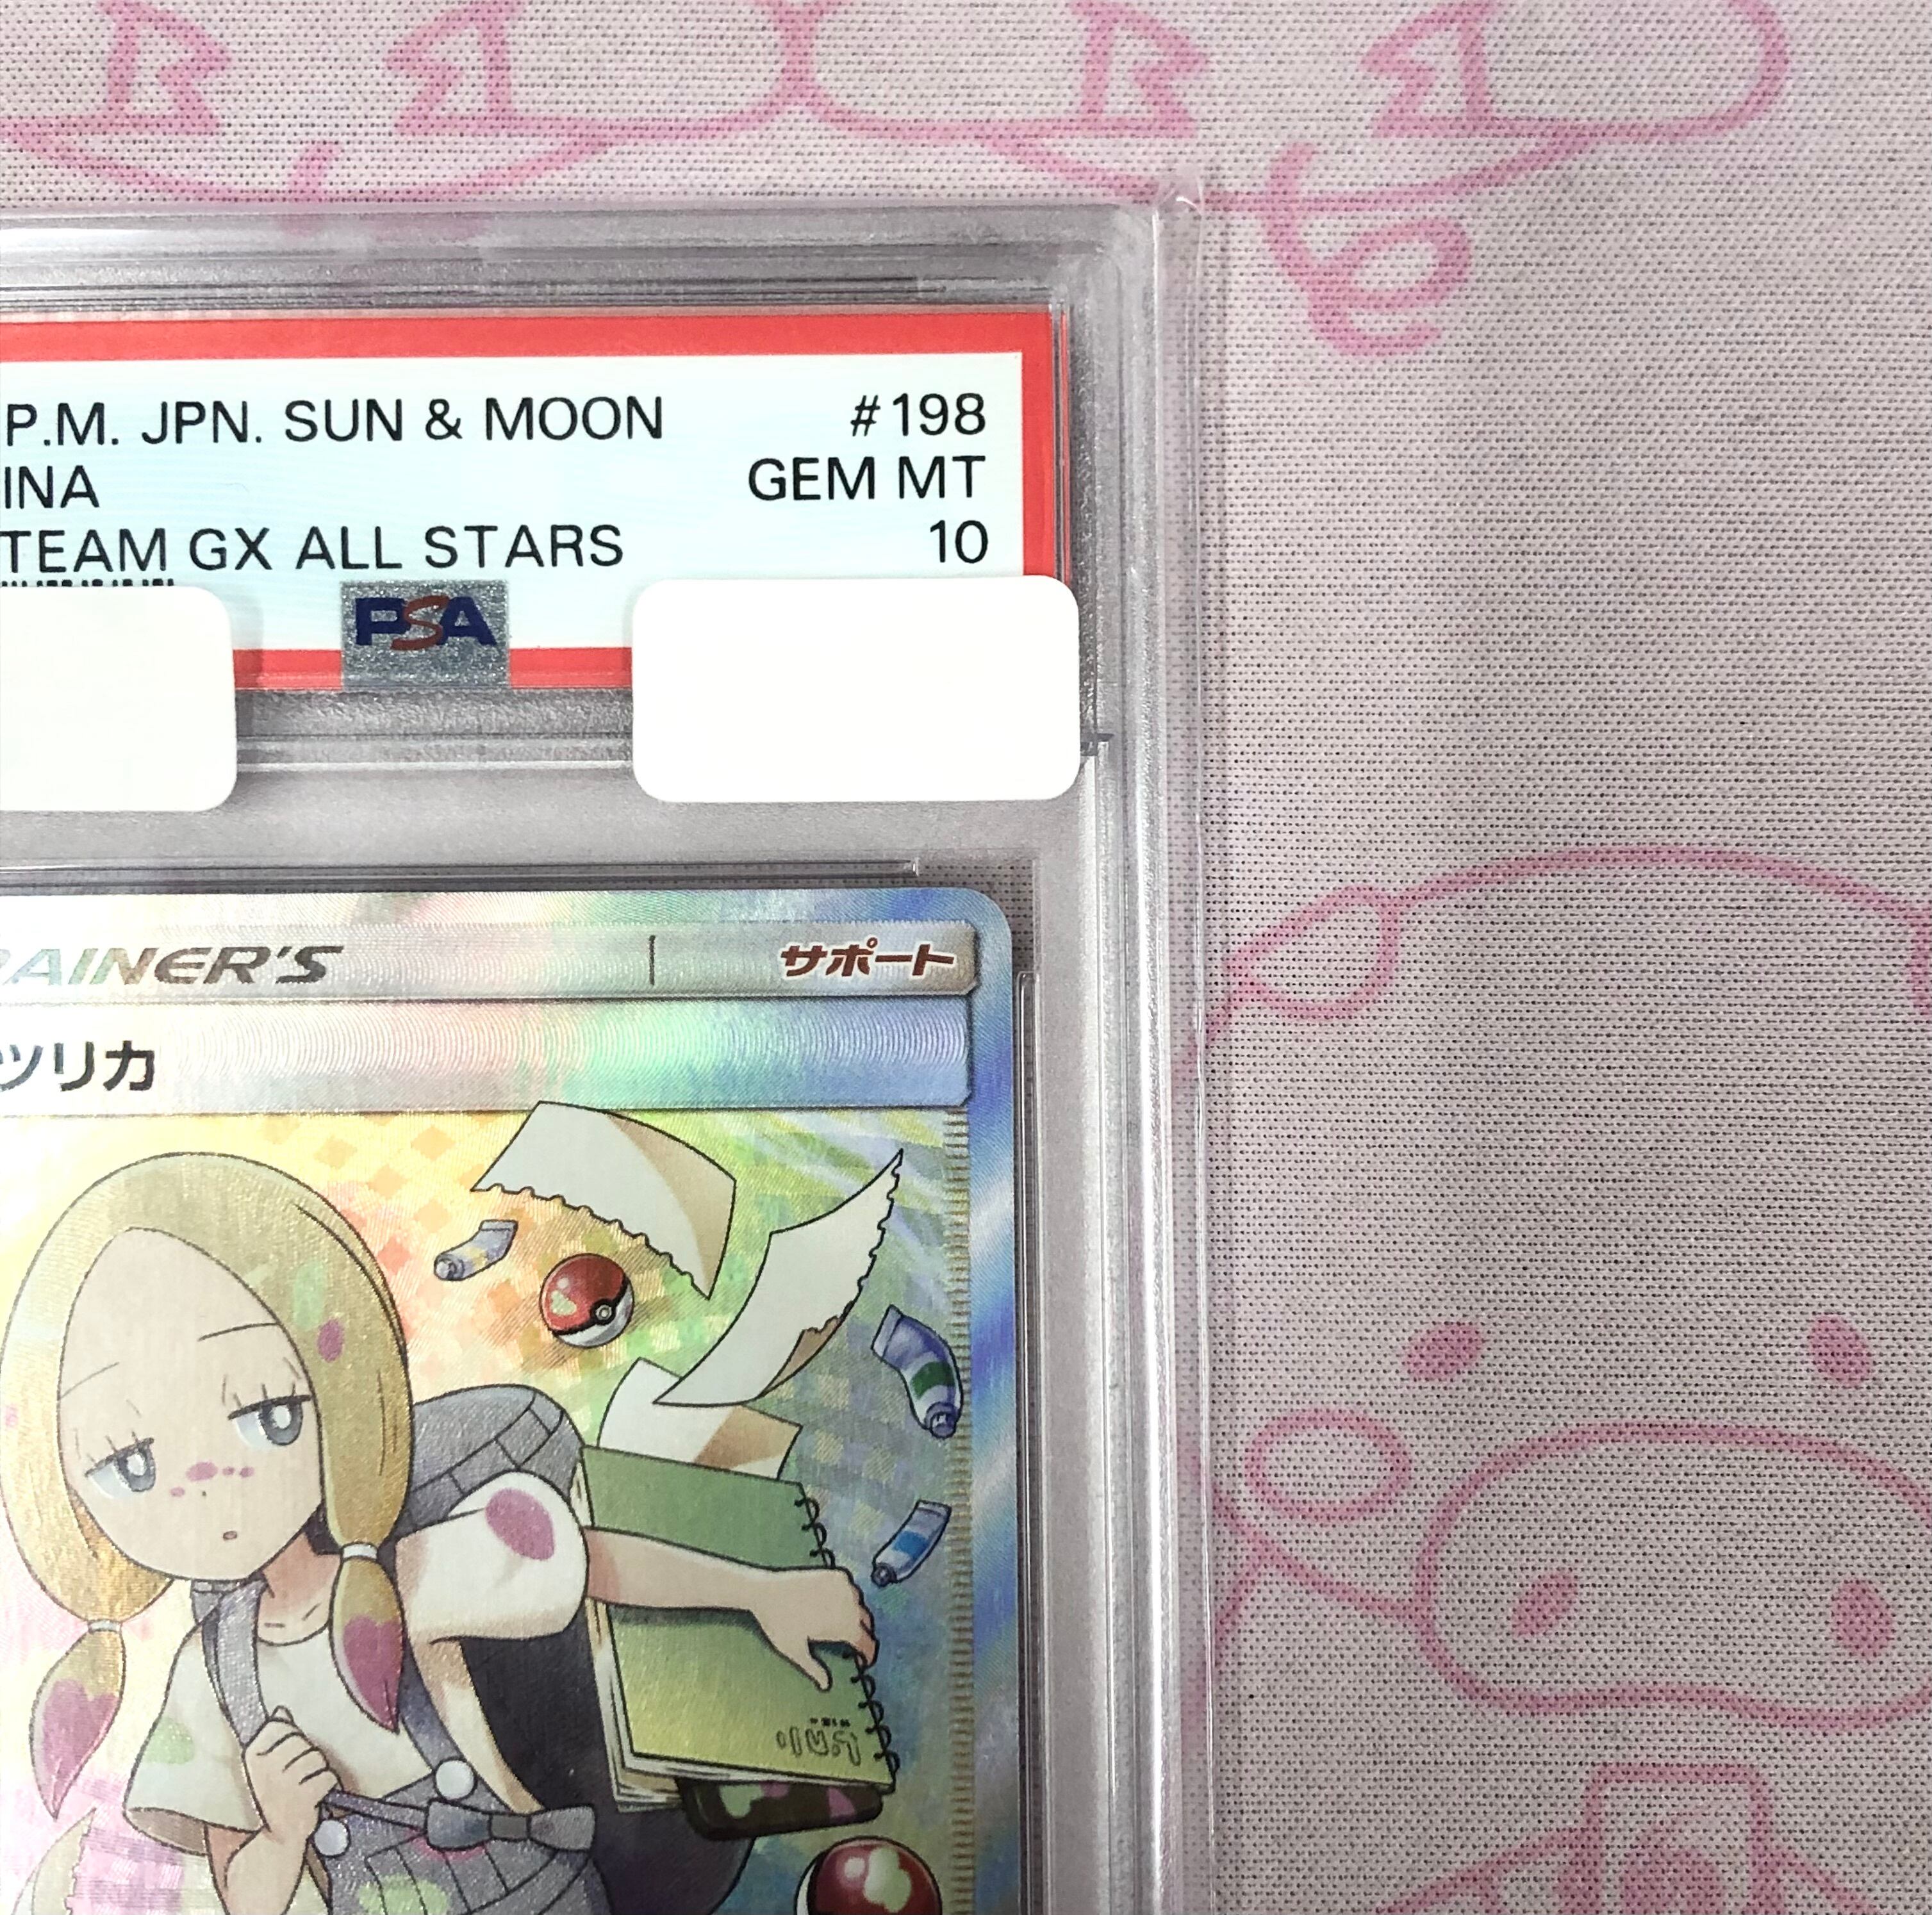 P.M. JPN. SUN & MOON #198
INA GEM MT
TEAM GX ALL STARS 10
PSA
RAINER'S サポート
ツリカ